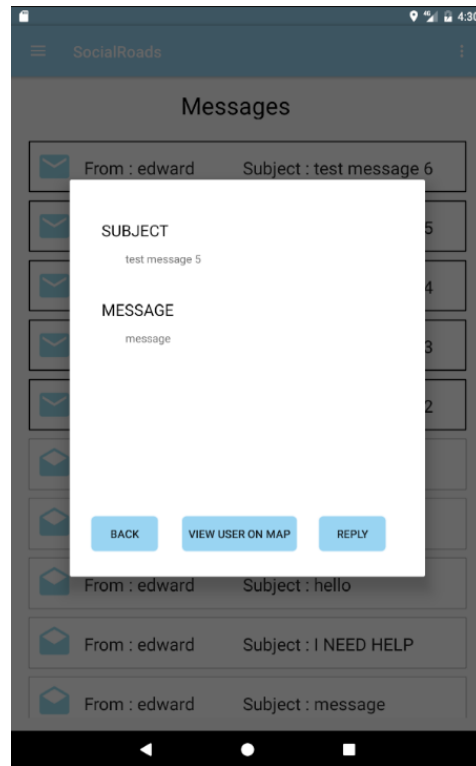 4G 4:30
SocialRoads
Messages
From : edward Subject : test message 6
5
4
3
2
SUBJECT
test message 5
MESSAGE
message
BACK VIEW USER ON MAP REPLY
From : edward Subject : hello
From : edward Subject : I NEED HELP
From : edward Subject : message